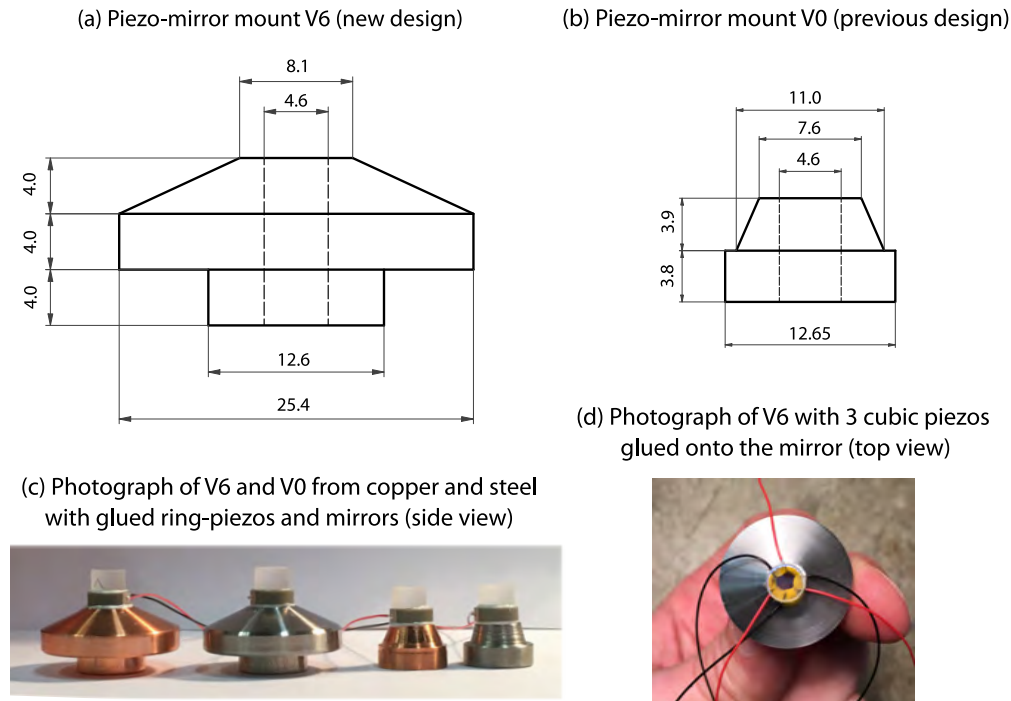 (a) Piezo-mirror mount V6 (new design)
8.1
4.6
4.0
4.0
4.0
12.6
25.4
(b) Piezo-mirror mount V0 (previous design)
11.0
7.6
4.6
3.9
3.8
12.65
(c) Photograph of V6 and V0 from copper and steel
with glued ring-piezos and mirrors (side view)
(d) Photograph of V6 with 3 cubic piezos
glued onto the mirror (top view)